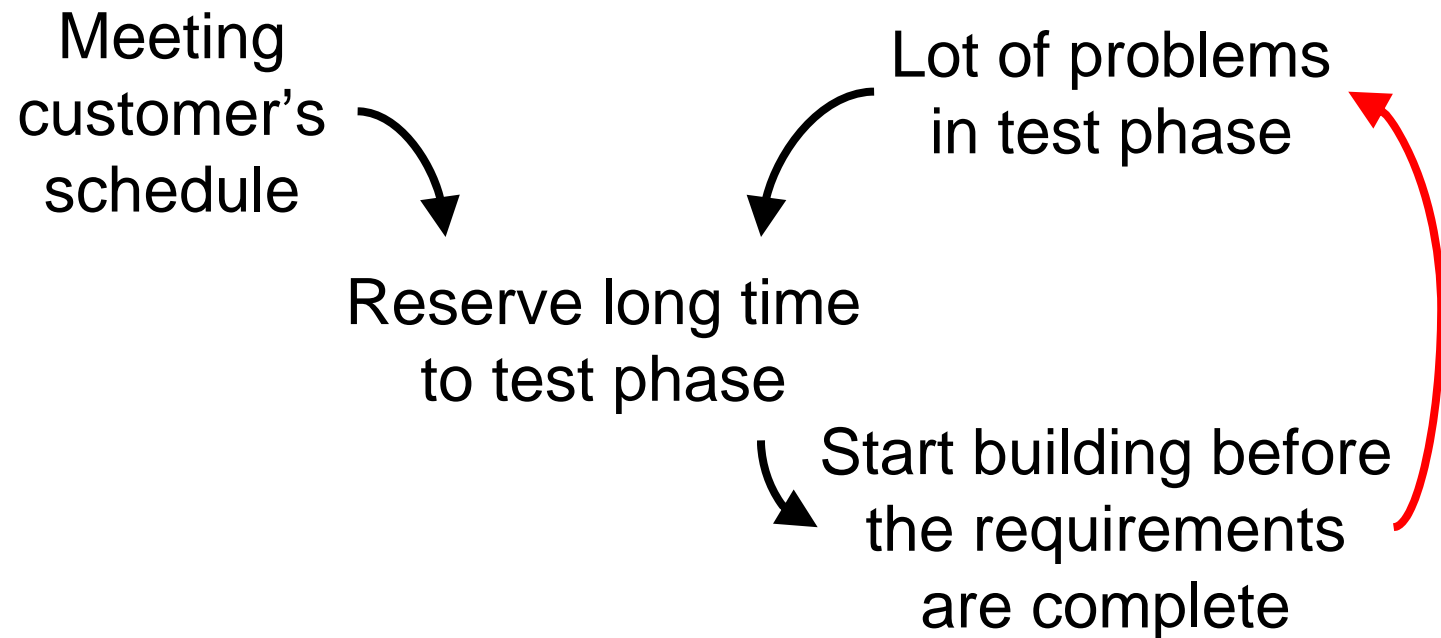 Meeting
customer’s
schedule
Lot of problems
in test phase
Reserve long time
to test phase
Start building before
the requirements
are complete